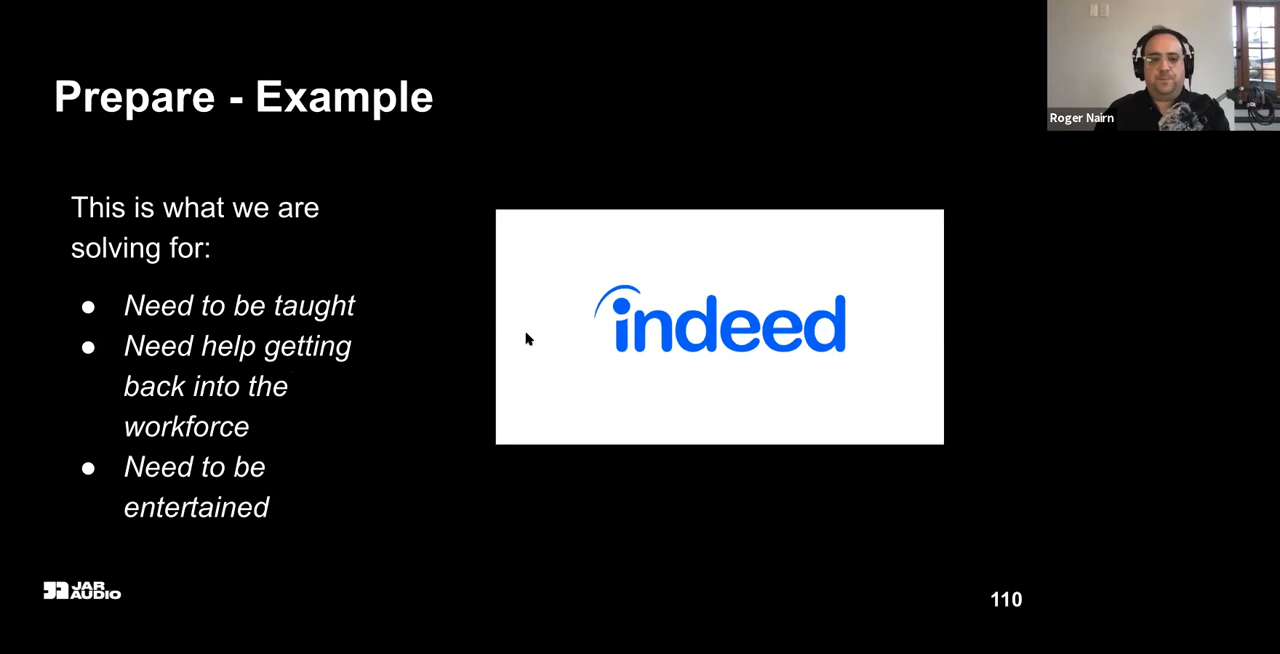 Prepare - Example
Roger Nairn
This is what we are
solving for:
● Need to be taught
● Need help getting
back into the
workforce
● Need to be
entertained
indeed
JAR
AUDIO
110